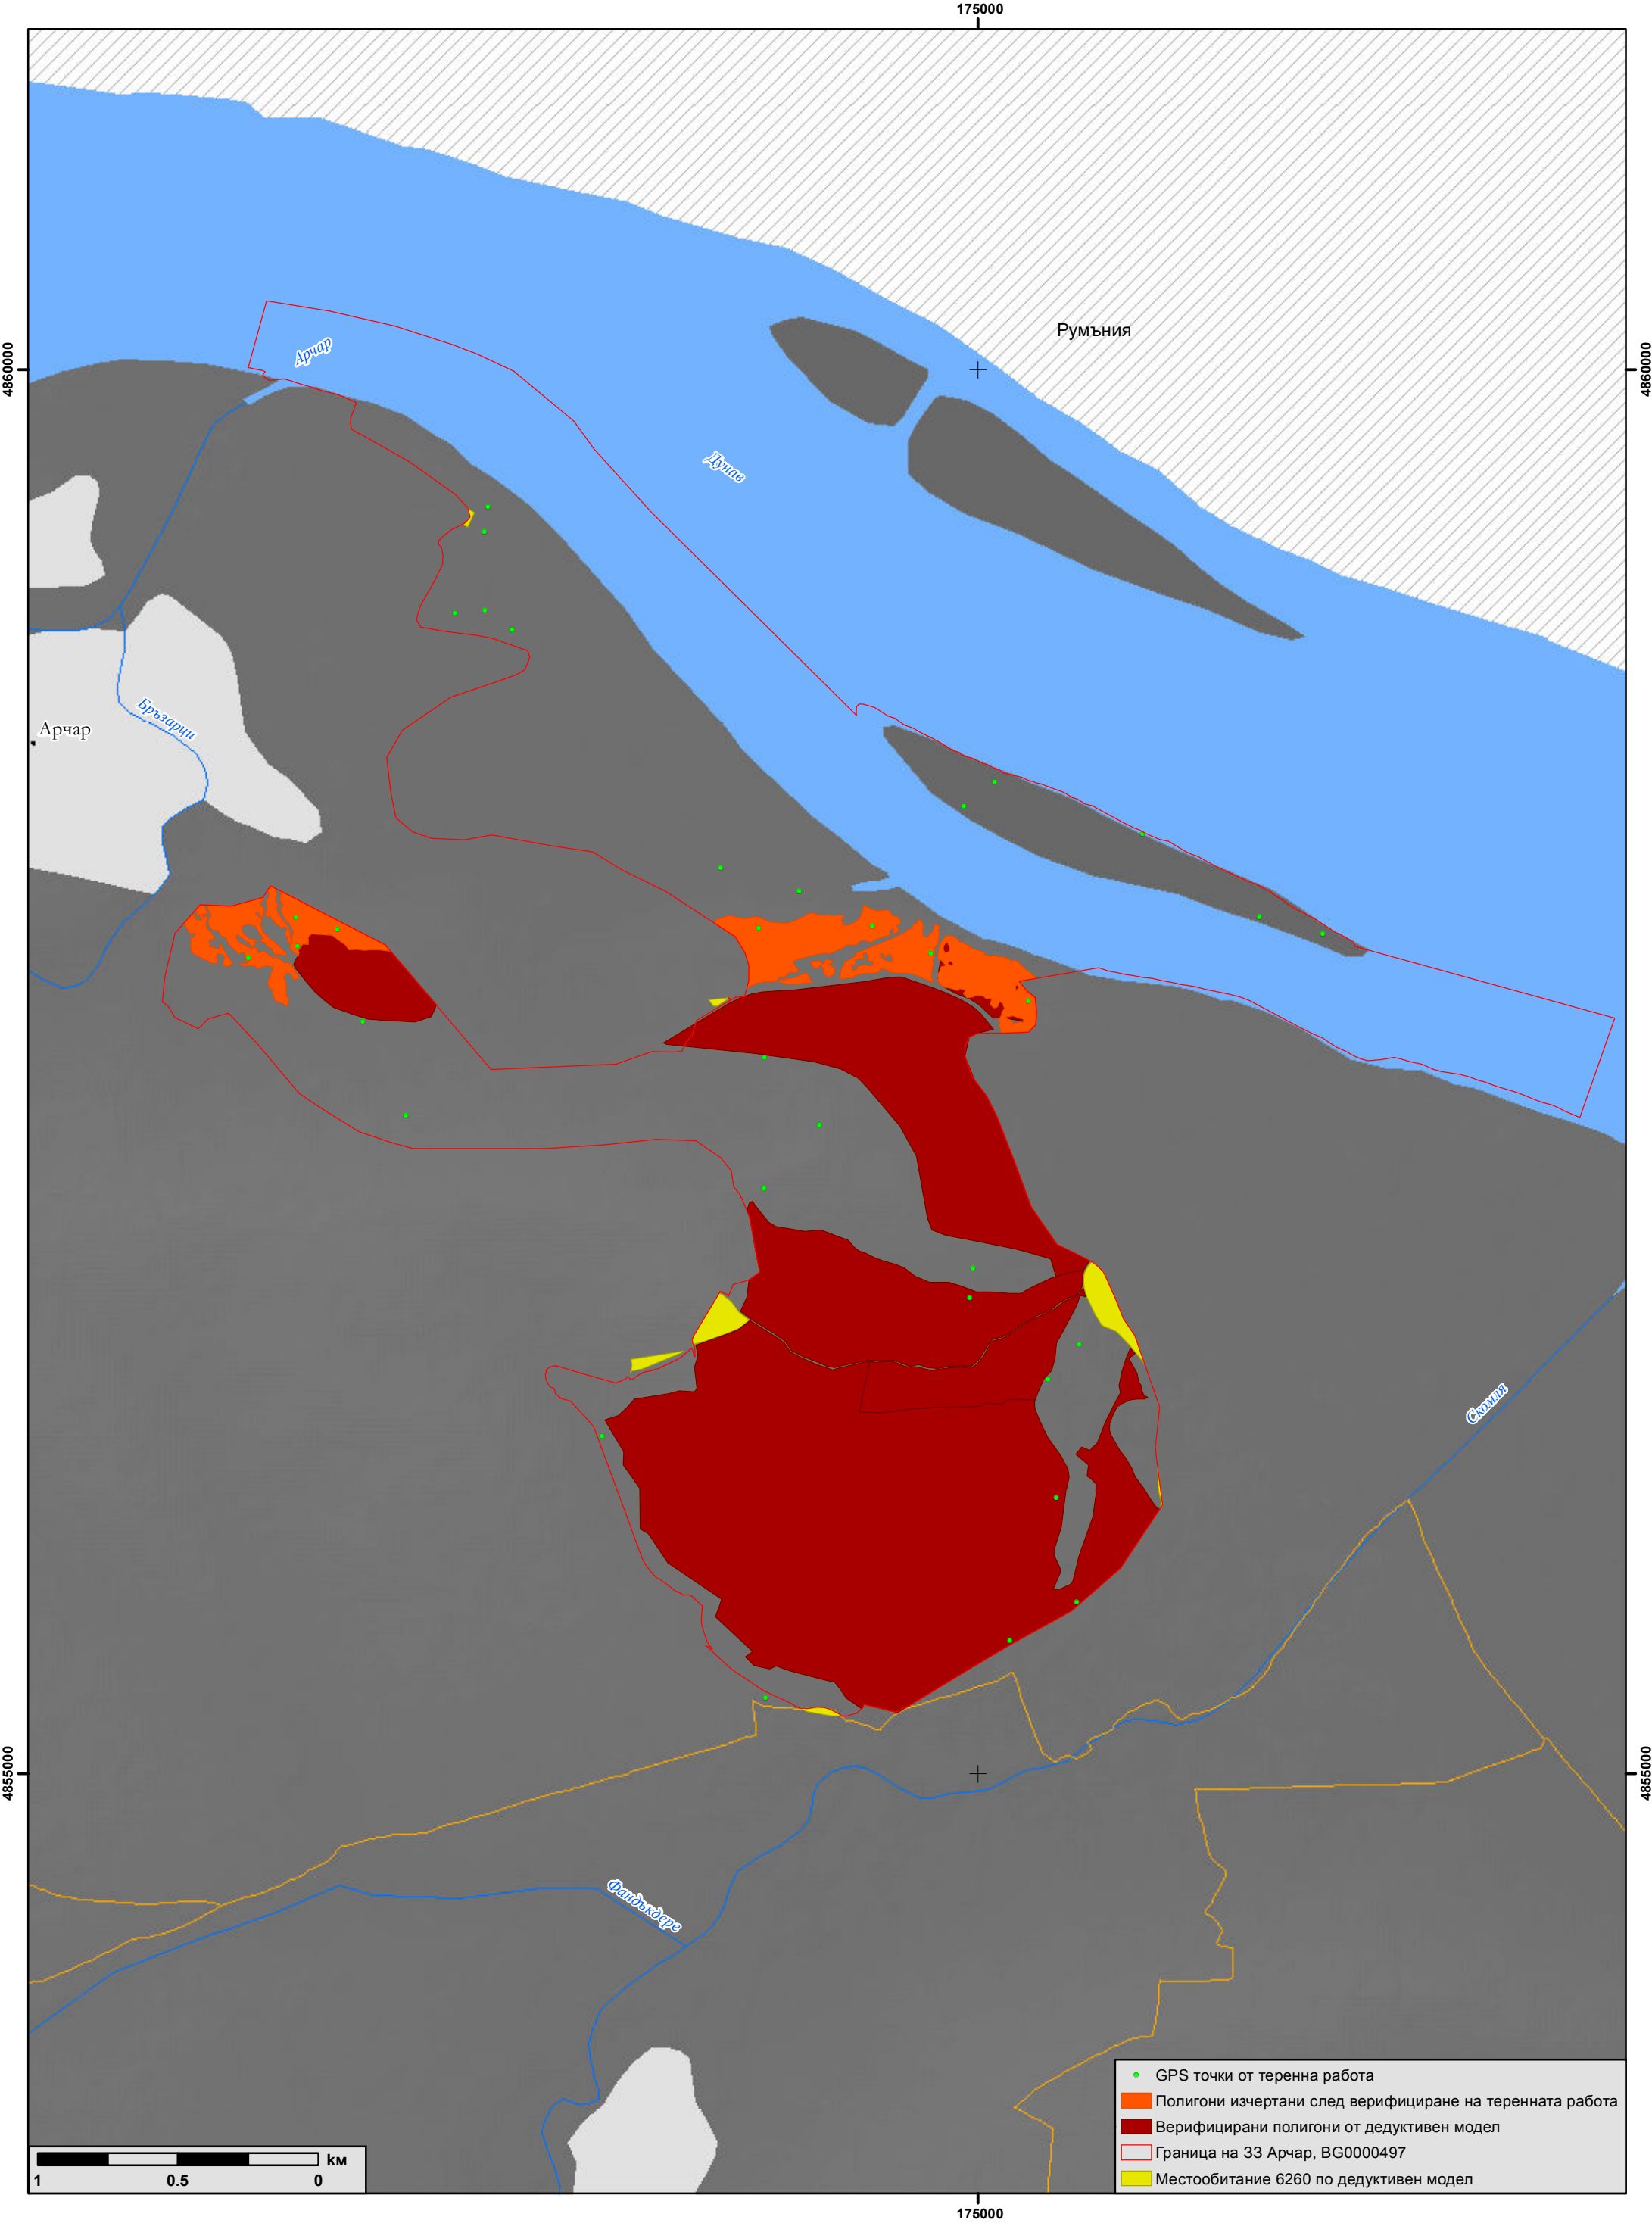 175000
Румъния
4860000
4860000
Арчар
Дунав
Арчар
Бръзарци
Скомля
4855000
4855000
Фандъкдере
GPS точки от теренна работа
Полигони изчертани след верифициране на теренната работа
Верифицирани полигони от дедуктивен модел
Граница на ЗЗ Арчар, BG0000497
Местообитание 6260 по дедуктивен модел
км
1 0.5 0
175000